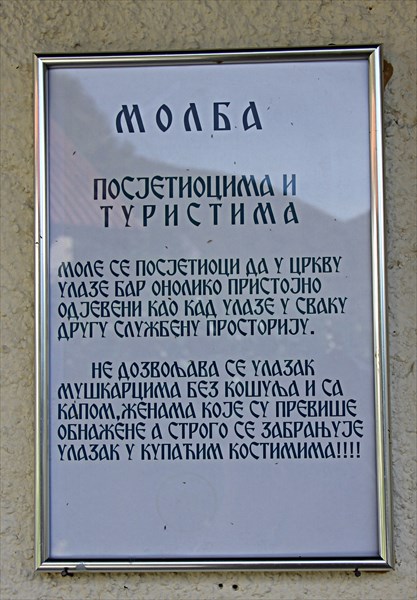 МОЛБА
ПОСЈЕТИОЦИМА И
ТУРИСТИМА
МОЛЕ СЕ ПОСЈЕТИОЦИ ДА У ЦРКВУ
УЛАЗЕ БАР ОНОЛИКО ПРИСТОЈНО
ОДЈЕВЕНИ КАО КАД УЛАЗЕ У СВАКУ
ДРУГУ СЛУЖБЕНУ ПРОСТОРИЈУ.
НЕ ДОЗВОЉАВА СЕ УЛАЗАК
МУШКАРЦИМА БЕЗ КОШУЉА И СА
КАПОМ,ЖЕНАМА КОЈЕ СУ ПРЕВИШЕ
ОБНАЖЕНЕ А СТРОГО СЕ ЗАБРАЊУЈЕ
УЛАЗАК У КУПАЋИМ КОСТИМИМА!!!!